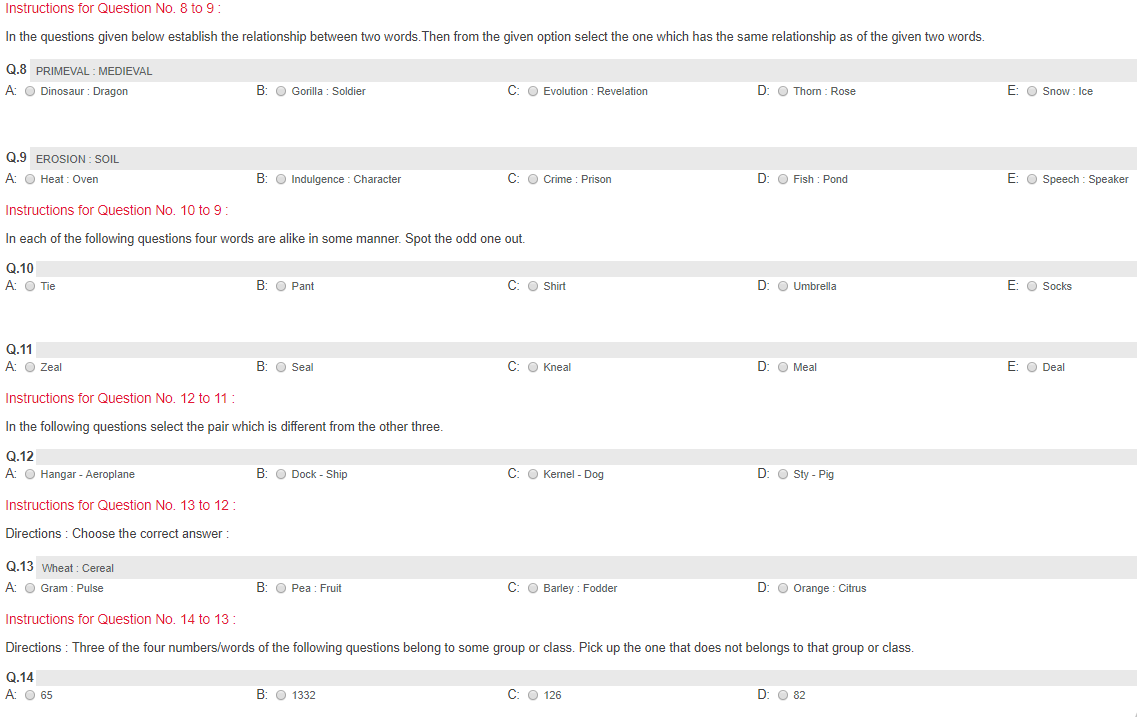 Instructions for Question No. 8 to 9 :
In the questions given below establish the relationship between two words.Then from the given option select the one which has the same relationship as of the given two words.
Q.8 PRIMEVAL : MEDIEVAL
A: Dinosaur : Dragon B: Gorilla : Soldier C: Evolution : Revelation D: Thorn : Rose E: Snow : Ice
Q.9 EROSION : SOIL
A: Heat : Oven B: Indulgence : Character C: Crime : Prison D: Fish : Pond E: Speech : Speaker
Instructions for Question No. 10 to 9 :
In each of the following questions four words are alike in some manner. Spot the odd one out.
Q.10
A: Tie B: Pant C: Shirt D: Umbrella E: Socks
Q.11
A: Zeal B: Seal C: Kneal D: Meal E: Deal
Instructions for Question No. 12 to 11 :
In the following questions select the pair which is different from the other three.
Q.12
A: Hangar - Aeroplane B: Dock - Ship C: Kernel - Dog D: Sty - Pig
Instructions for Question No. 13 to 12 :
Directions : Choose the correct answer :
Q.13 Wheat : Cereal
A: Gram : Pulse B: Pea : Fruit C: Barley : Fodder D: Orange : Citrus
Instructions for Question No. 14 to 13 :
Directions : Three of the four numbers/words of the following questions belong to some group or class. Pick up the one that does not belongs to that group or class.
Q.14
A: 65 B: 1332 C: 126 D: 82